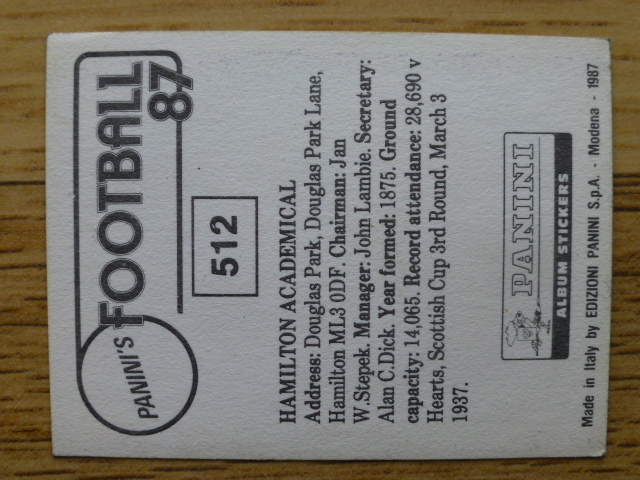 PANINI'S
FOOTBALL
87
512
HAMILTON ACADEMICAL
Address: Douglas Park, Douglas Park Lane,
Hamilton ML3 0DF. Chairman: Jan
W.Stepek. Manager: John Lambie. Secretary:
Alan C.Dick. Year formed: 1875. Ground
capacity: 14,065. Record attendance: 28,690 v
Hearts, Scottish Cup 3rd Round, March 3
1937.
PANINI
ALBUM STICKERS
Made in Italy by EDIZIONI PANINI S.p.A. - Modena - 1987